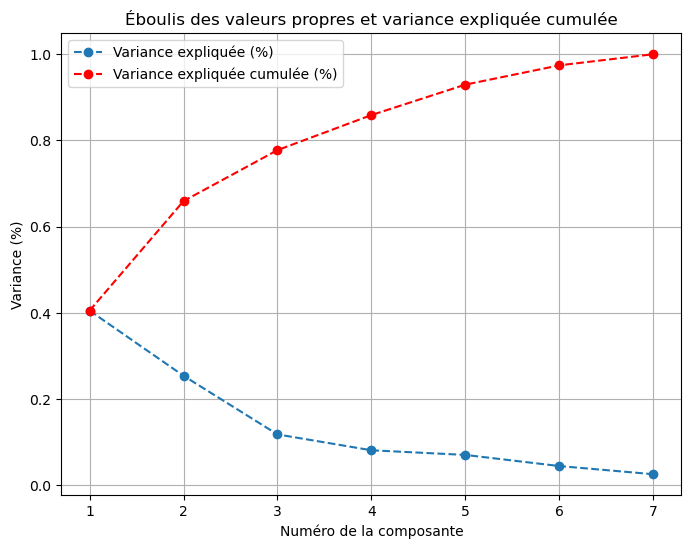 Éboulis des valeurs propres et variance expliquée cumulée
Variance expliquée (%)
Variance expliquée cumulée (%)
Variance (%)
1.0
0.8
0.6
0.4
0.2
0.0
1 2 3 4 5 6 7
Numéro de la composante